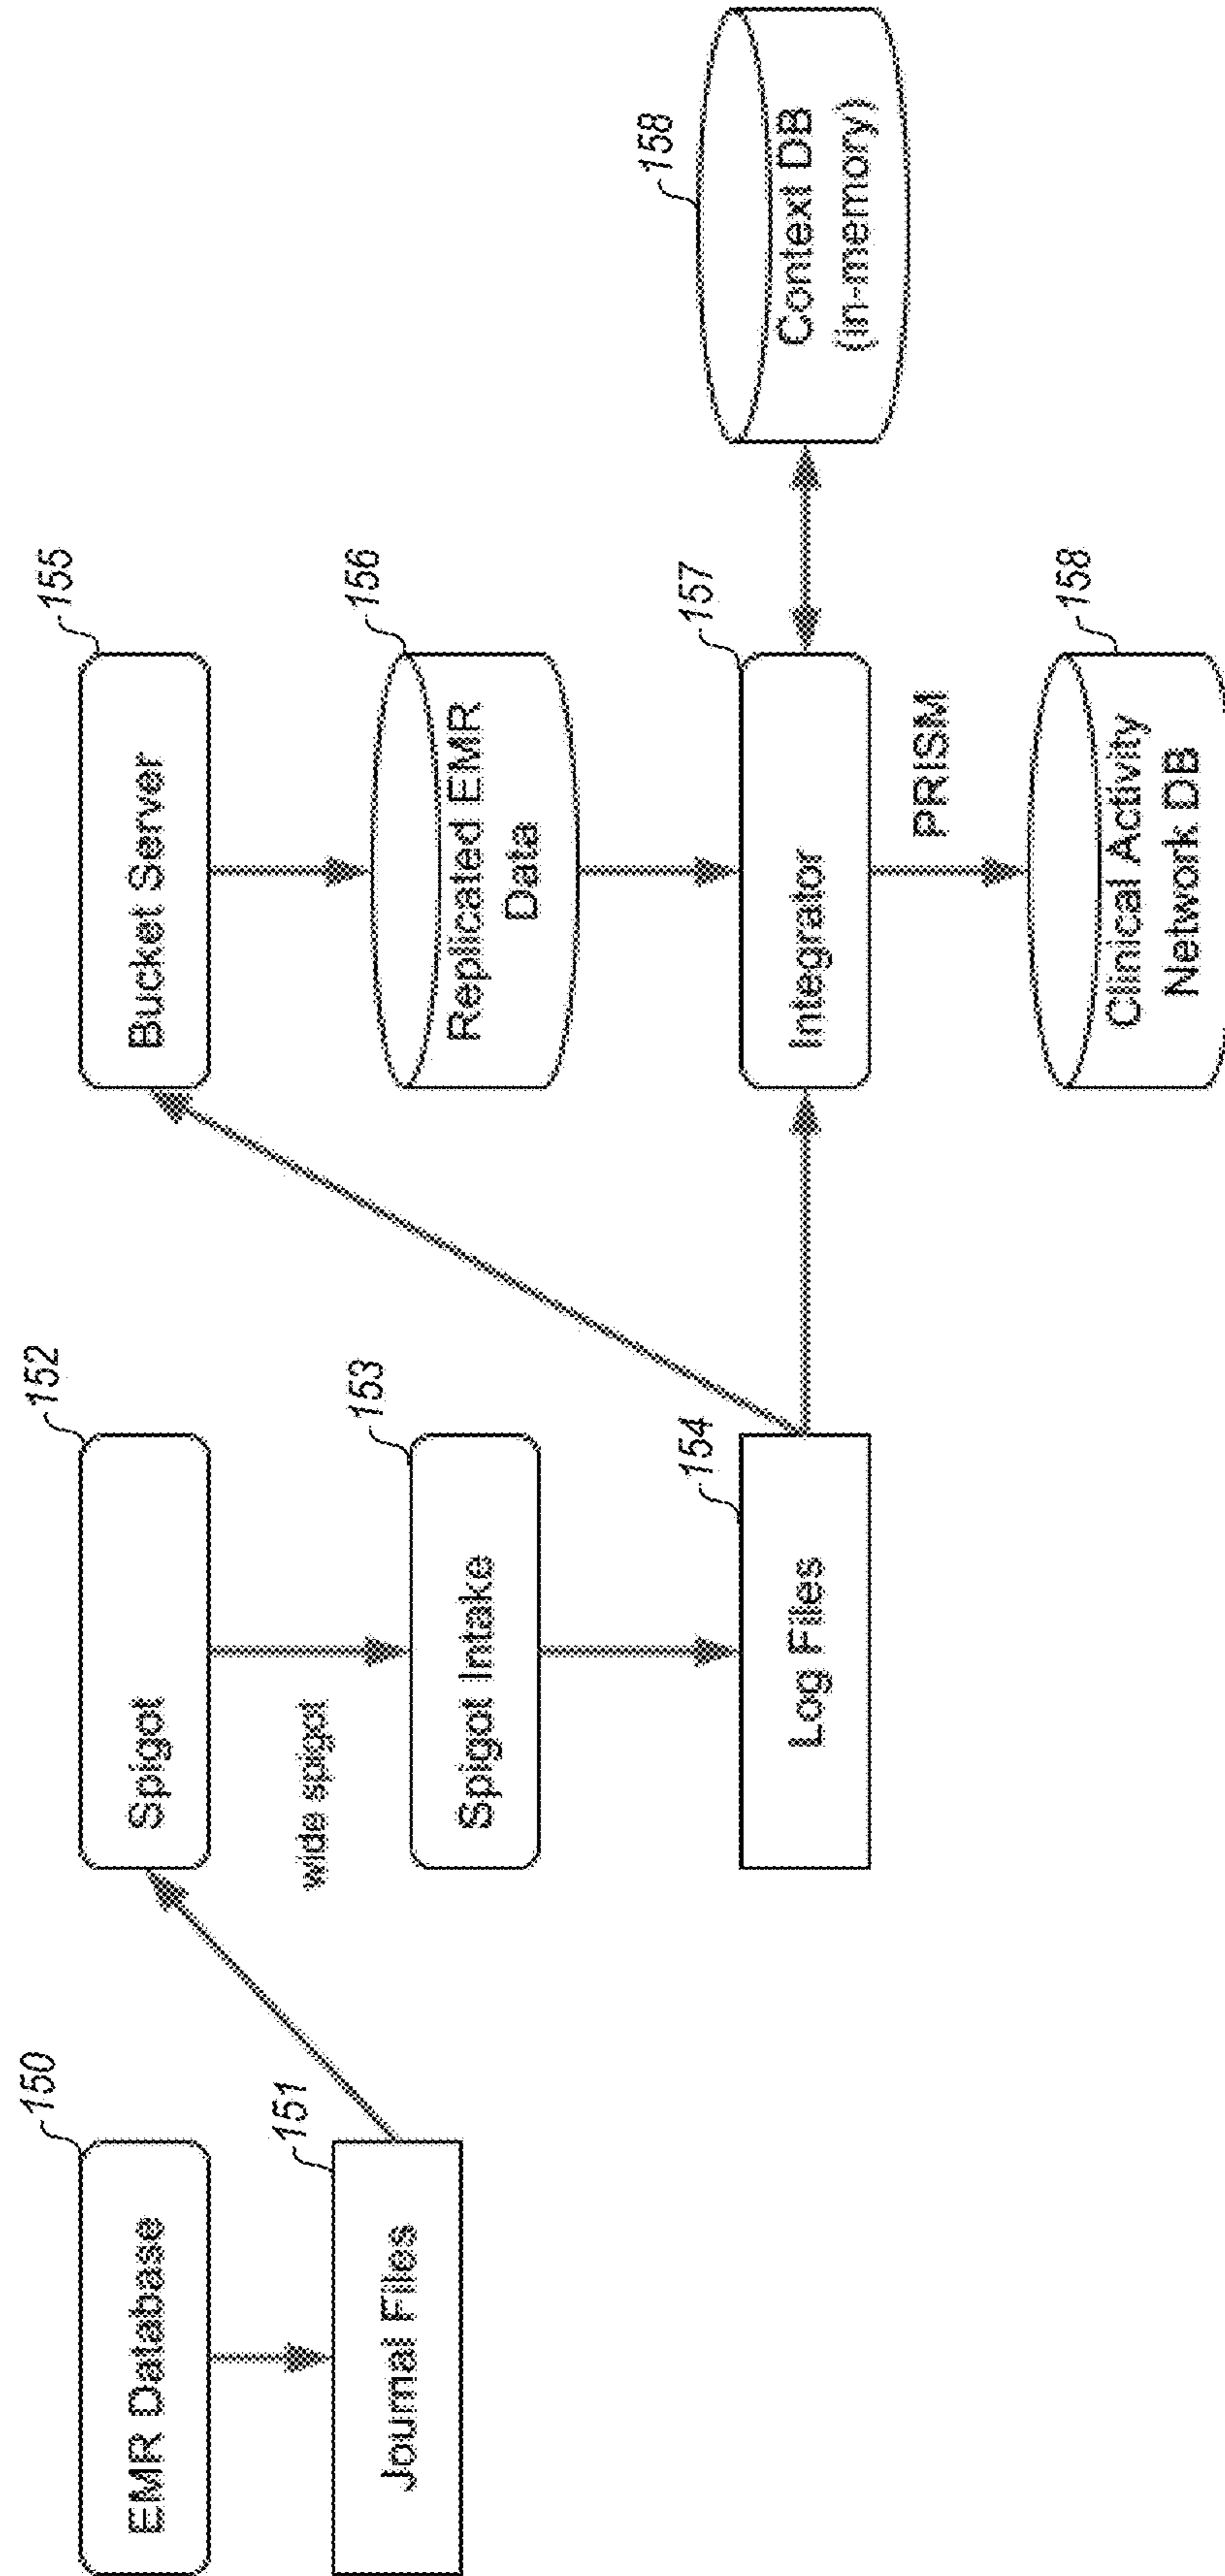 EMR Database
150
Journal Files
151
Spigot
152
wide spigot
Spigot Intake
153
Log Files
154
Bucket Server
155
Replicated EMR
Data
156
Integrator
157
PRISM
Clinical Activity
Network DB
158
Context DB
(in-memory)
158